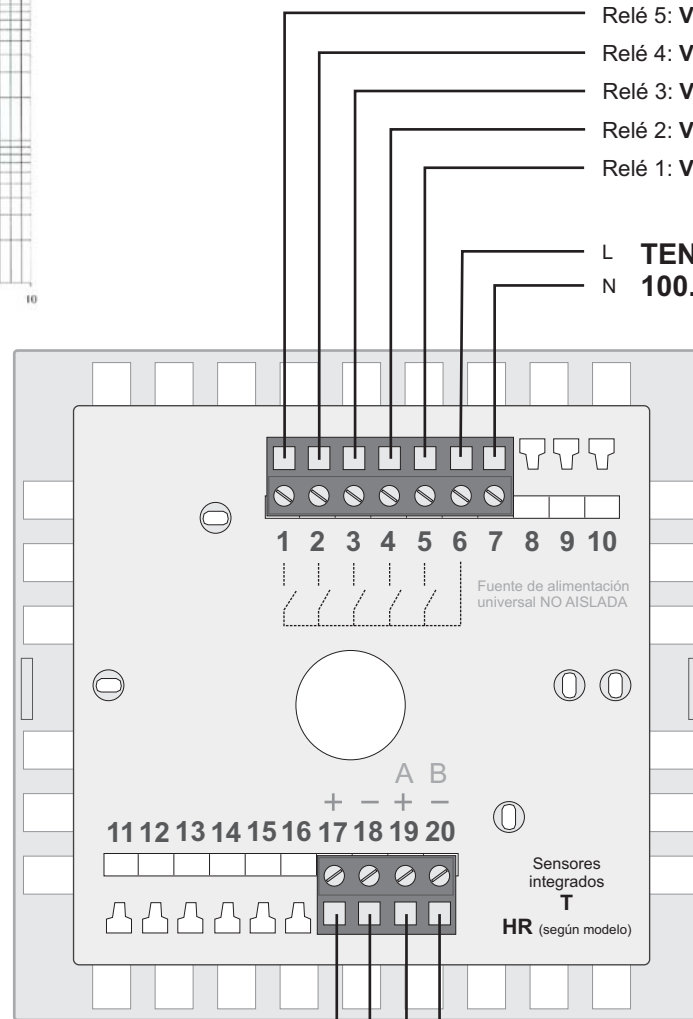 Relé 5: V
Relé 4: V
Relé 3: V
Relé 2: V
Relé 1: V
L TEN
N 100.
10
1 2 3 4 5 6 7 8 9 10
Fuente de alimentación
universal NO AISLADA
A B
+ − + −
11 12 13 14 15 16 17 18 19 20
Sensores
integrados
T
HR (según modelo)